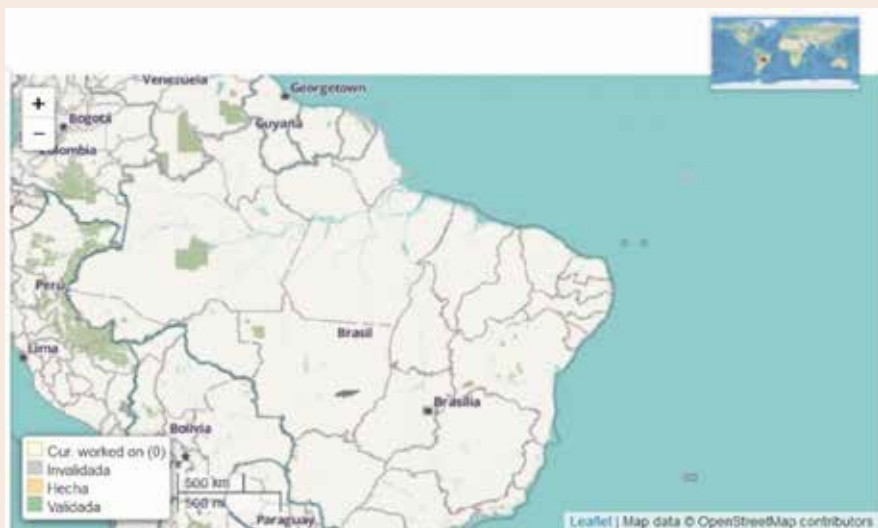 Venezuela
Georgetown
+
Bogotá
Guyana
−
Colombia
Perú
Brasil
Lima
Brasília
Bolivia
Cur. worked on (0)
Invalidada
500 km
Hecha
Validada
Paraguay
Leaflet | Map data © OpenStreetMap contributors